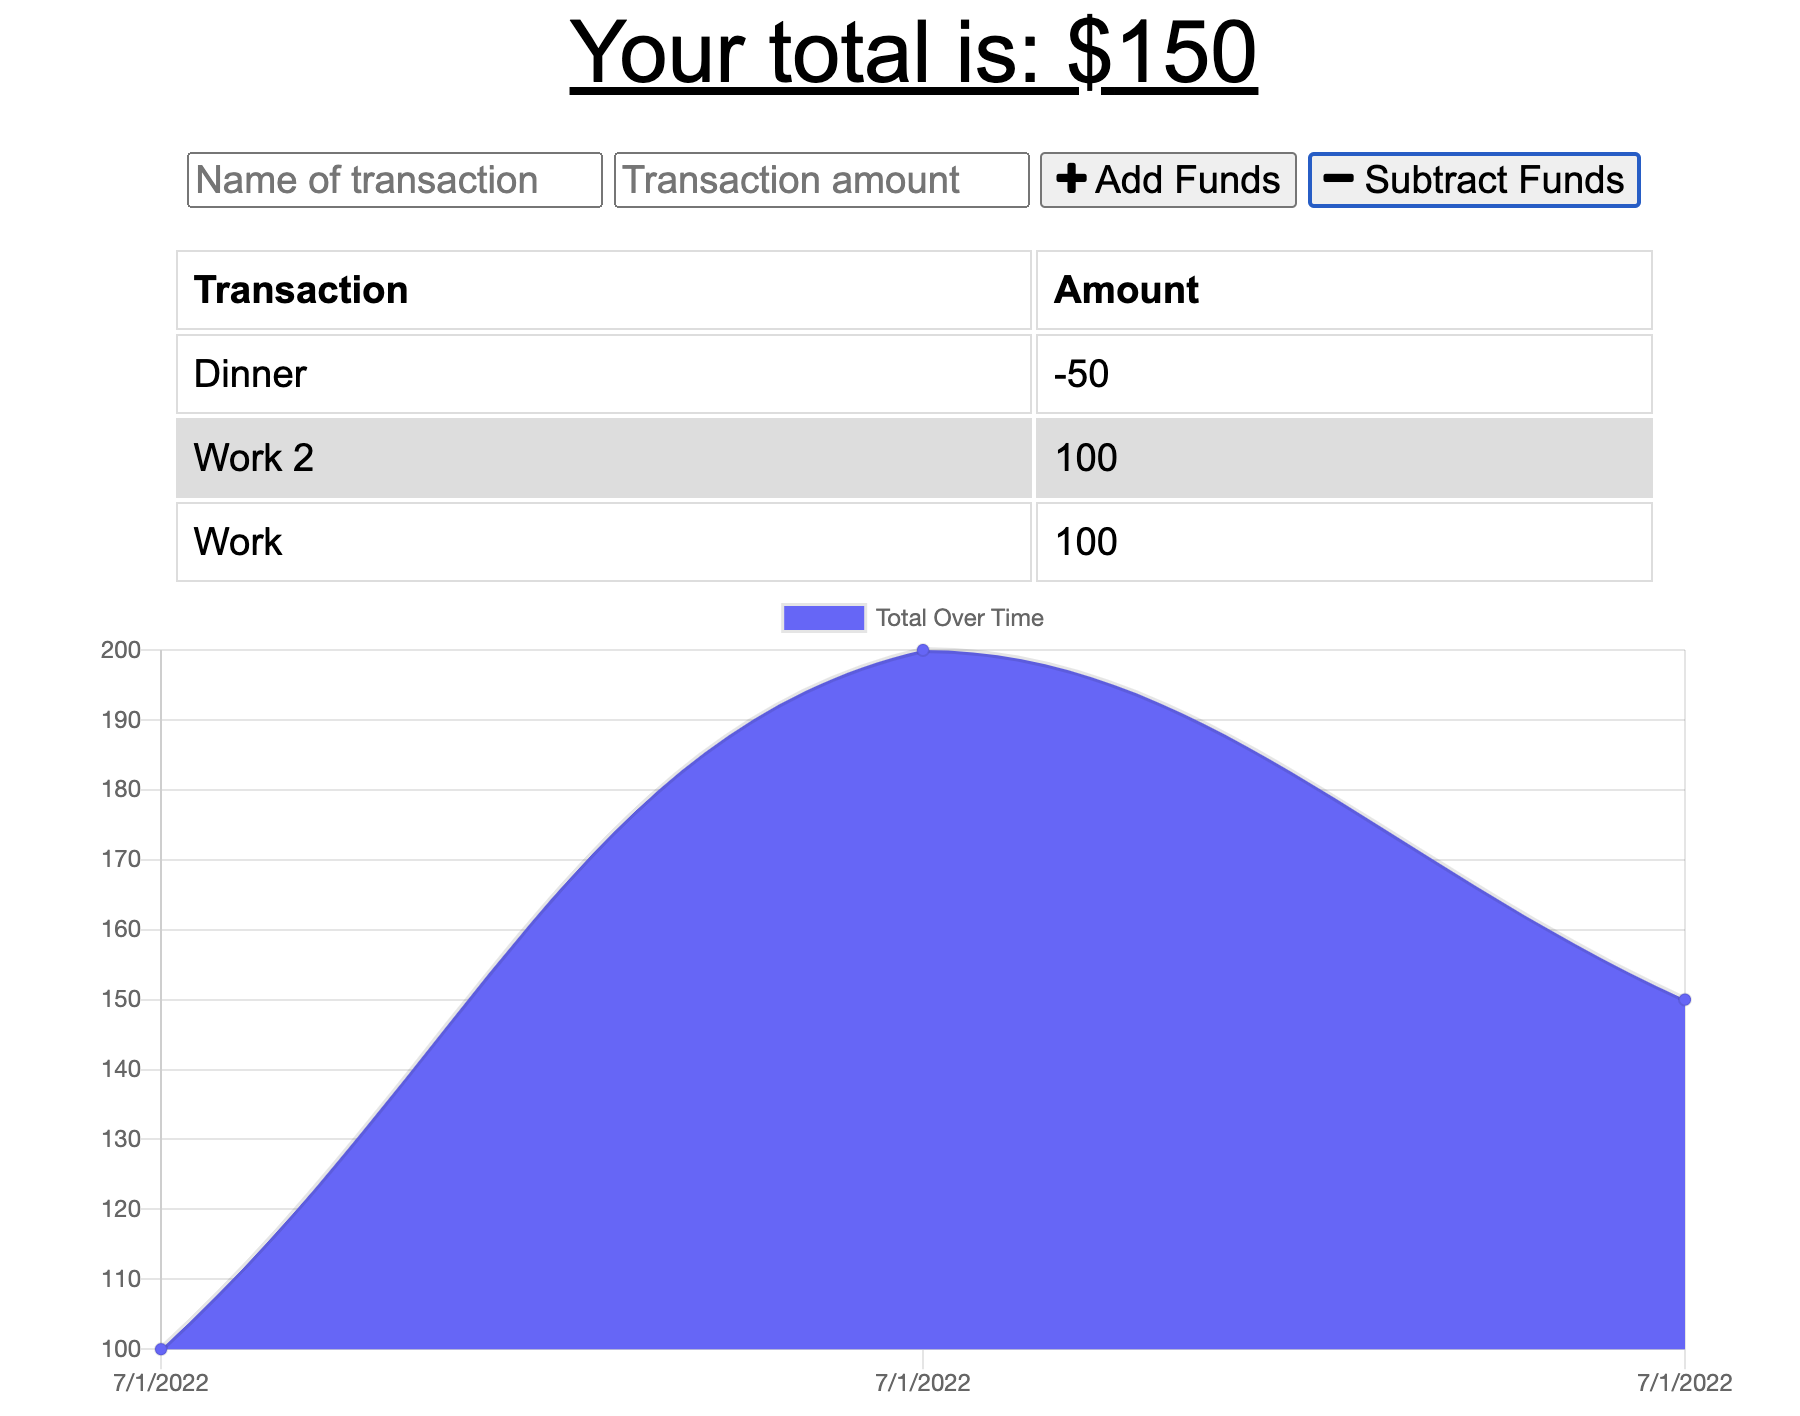 Your total is: $150
Name of transaction Transaction amount Add Funds Subtract Funds
Transaction Amount
Dinner -50
Work 2 100
Work 100
Total Over Time
200
190
180
170
160
150
140
130
120
110
100
7/1/2022 7/1/2022 7/1/2022